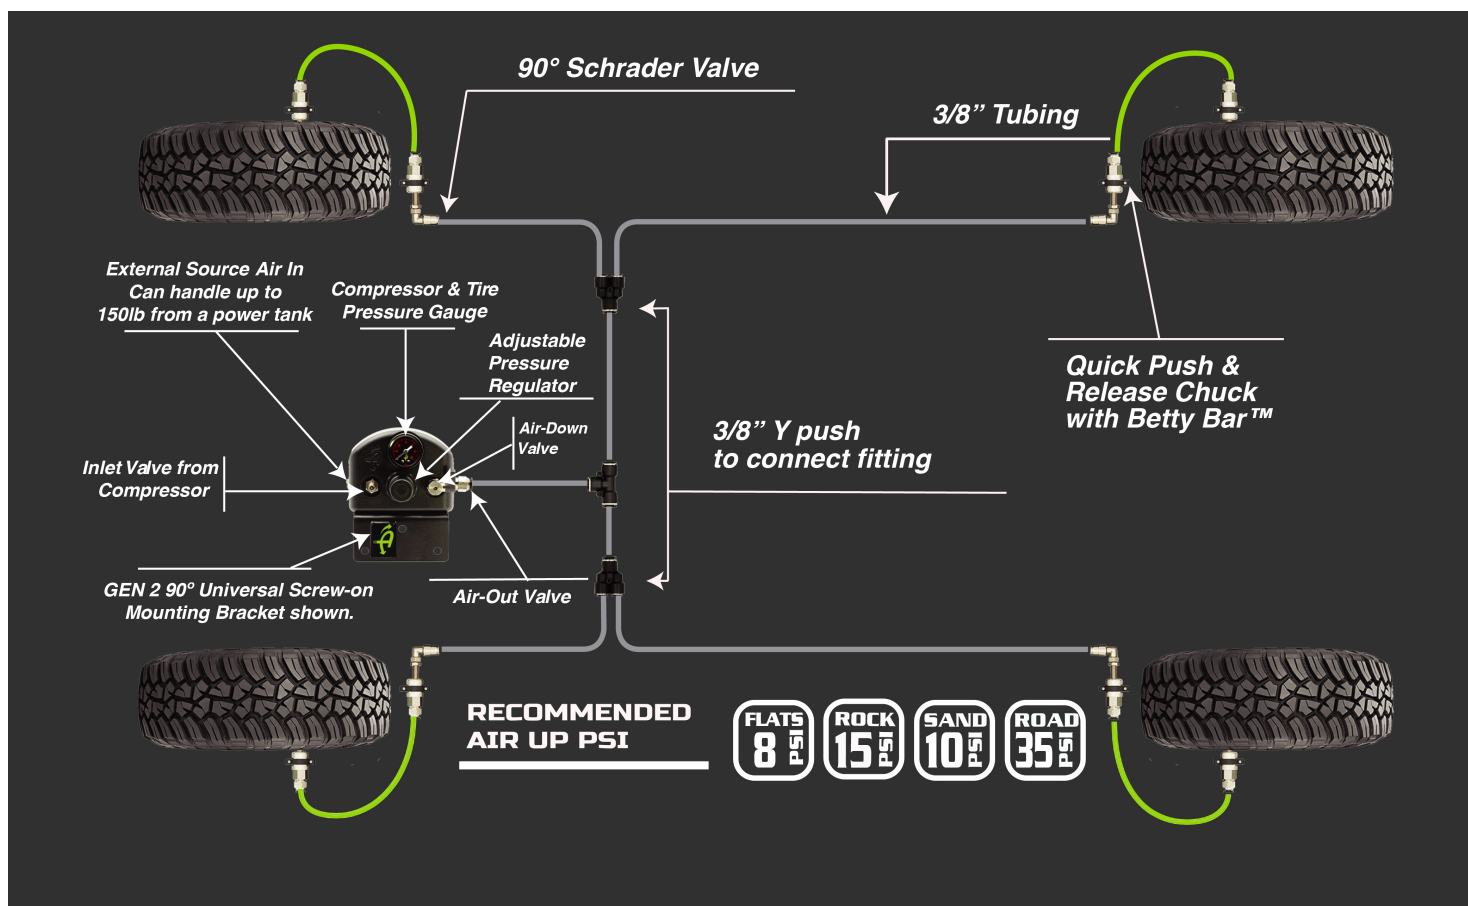 90° Schrader Valve
3/8” Tubing
External Source Air In
Can handle up to
150lb from a power tank
Compressor & Tire
Pressure Gauge
Adjustable
Pressure
Regulator
Air-Down
Valve
Inlet Valve from
Compressor
3/8” Y push
to connect fitting
Quick Push &
Release Chuck
with Betty Bar™
GEN 2 90º Universal Screw-on
Mounting Bracket shown.
Air-Out Valve
RECOMMENDED
AIR UP PSI
FLATS
8 PSI
ROCK
15 PSI
SAND
10 PSI
ROAD
35 PSI